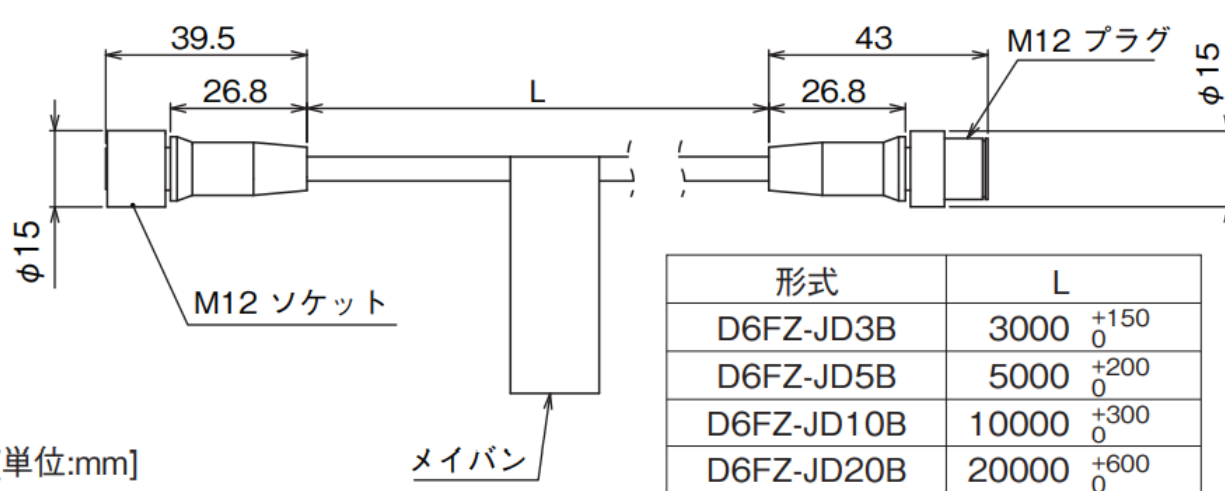 39.5
43
M12 プラグ
φ15
26.8
L
26.8
φ15
M12 ソケット
メイバン
単位:mm]
形式 L
D6FZ-JD3B 3000 +150 0
D6FZ-JD5B 5000 +200 0
D6FZ-JD10B 10000 +300 0
D6FZ-JD20B 20000 +600 0